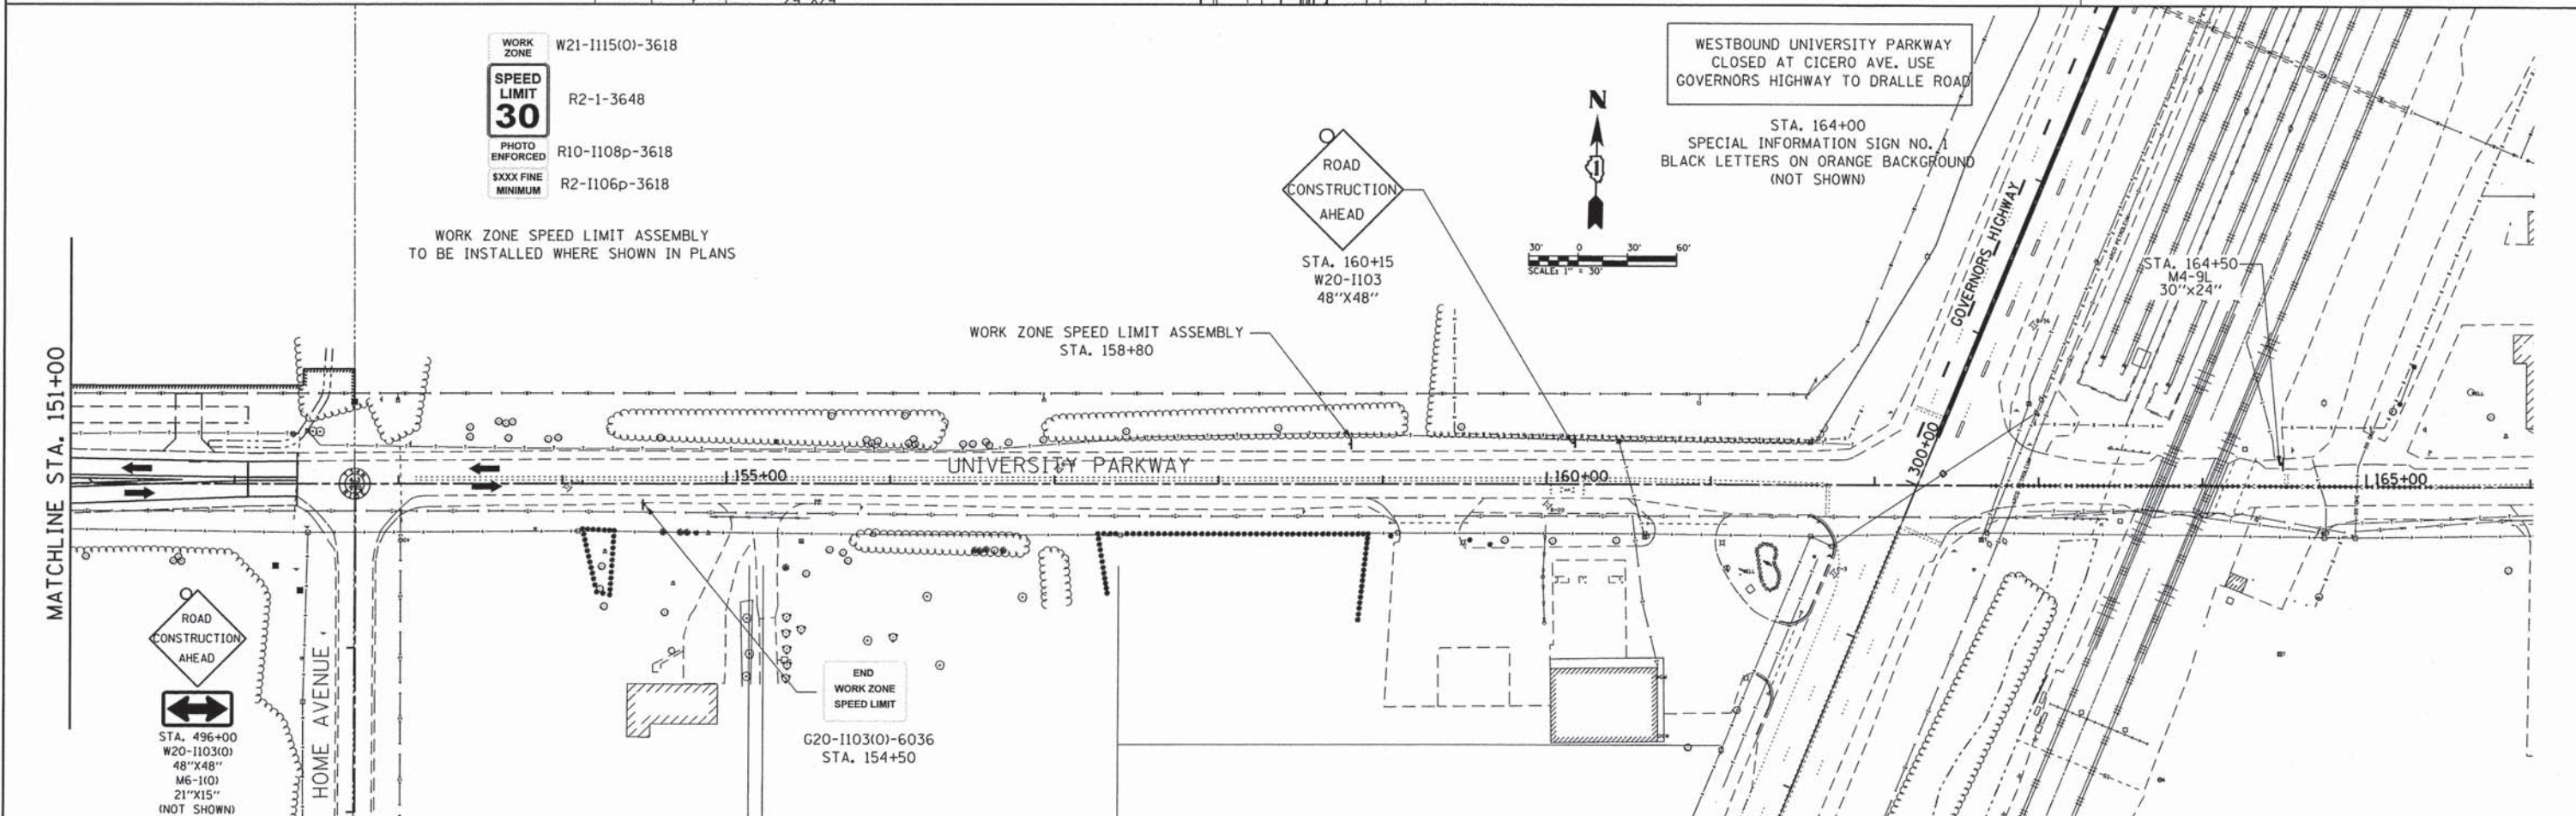 WORK
ZONE
W21-I115(O)-3618
SPEED
LIMIT
30
R2-1-3648
PHOTO
ENFORCED
R10-I108p-3618
$XXX FINE
MINIMUM
R2-I106p-3618
WORK ZONE SPEED LIMIT ASSEMBLY
TO BE INSTALLED WHERE SHOWN IN PLANS
WESTBOUND UNIVERSITY PARKWAY
CLOSED AT CICERO AVE. USE
GOVERNORS HIGHWAY TO DRALLE ROAD
STA. 164+00
SPECIAL INFORMATION SIGN NO. 1
BLACK LETTERS ON ORANGE BACKGROUND
(NOT SHOWN)
N
30' 0 30' 60'
SCALE: 1" = 30'
ROAD
CONSTRUCTION
AHEAD
STA. 160+15
W20-I103
48"X48"
WORK ZONE SPEED LIMIT ASSEMBLY
STA. 158+80
GOVERNORS HIGHWAY
STA. 164+50
M4-9L
30"x24"
MATCHLINE STA. 151+00
UNIVERSITY PARKWAY
155+00
160+00
300+00
165+00
WELL
WELL
HOME AVENUE
ROAD
CONSTRUCTION
AHEAD
STA. 496+00
W20-I103(O)
48"X48"
M6-1(O)
21"X15"
(NOT SHOWN)
END
WORK ZONE
SPEED LIMIT
G20-I103(O)-6036
STA. 154+50